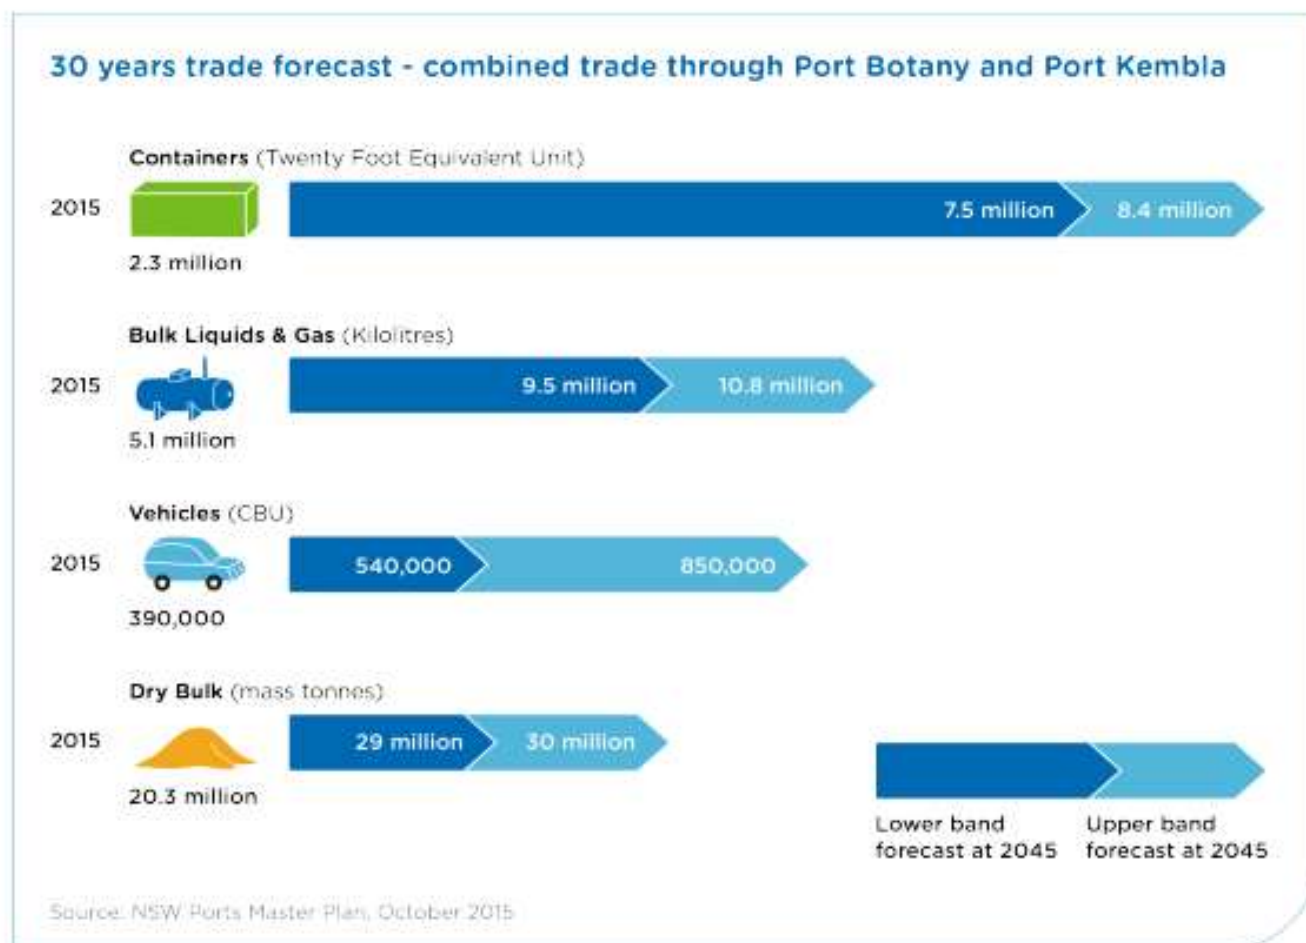 30 years trade forecast - combined trade through Port Botany and Port Kembla
Containers (Twenty Foot Equivalent Unit)
2015
7.5 million
8.4 million
2.3 million
Bulk Liquids & Gas (Kilolitres)
2015
9.5 million
10.8 million
5.1 million
Vehicles (CBU)
2015
540,000
850,000
390,000
Dry Bulk (mass tonnes)
2015
29 million
30 million
20.3 million
Lower band
forecast at 2045
Upper band
forecast at 2045
Source: NSW Ports Master Plan, October 2015